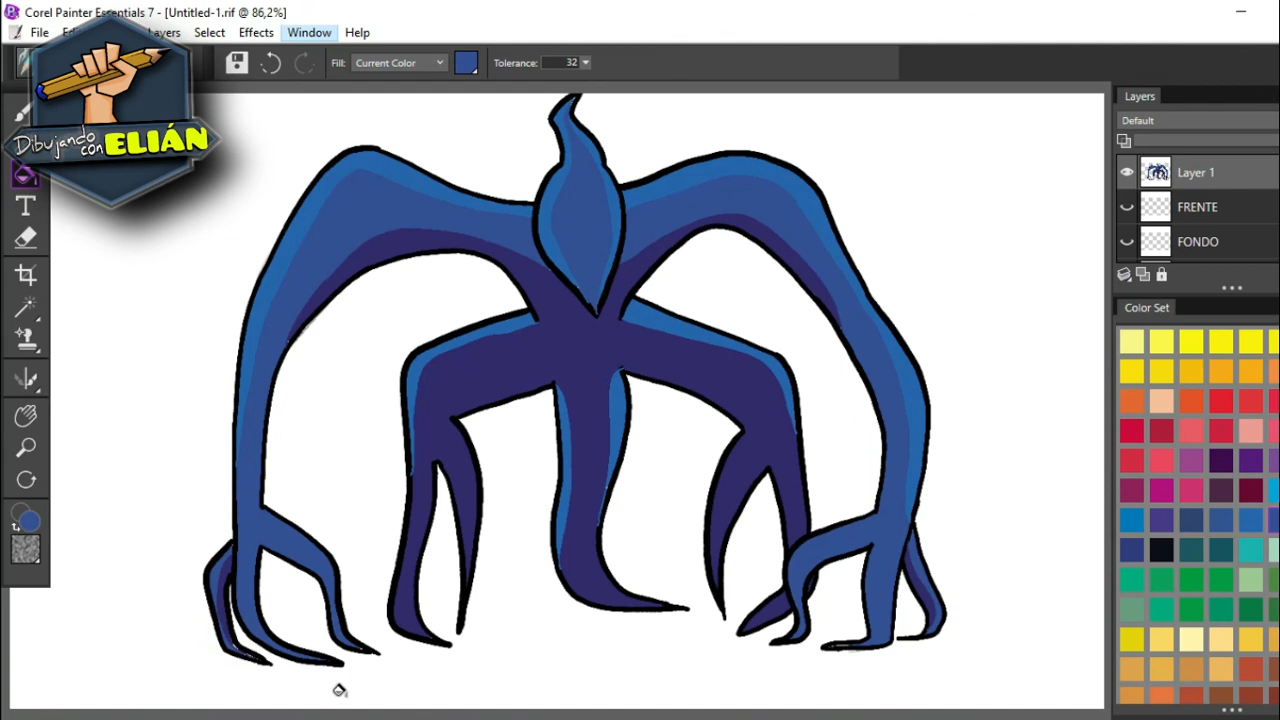 Corel Painter Essentials 7 - [Untitled-1.rif @ 86,2%]
File Layers Select Effects Window Help
Fill: Current Color Tolerance: 32
Dibujando con ELIÁN
T
Layers
Default
Layer 1
FRENTE
FONDO
Color Set